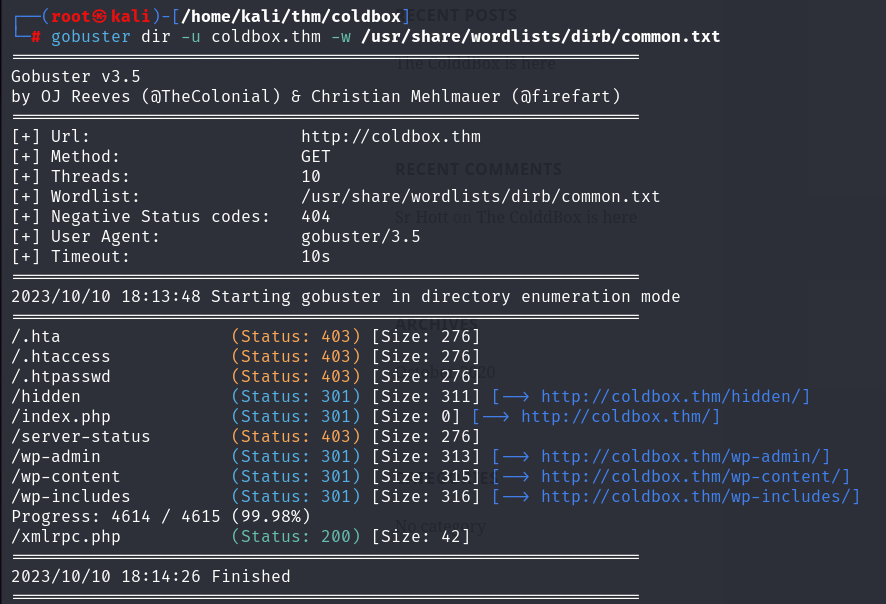 ┌──(root㉿kali)-[/home/kali/thm/coldbox]
└─# gobuster dir -u coldbox.thm -w /usr/share/wordlists/dirb/common.txt
===============================================================
Gobuster v3.5
by OJ Reeves (@TheColonial) & Christian Mehlmauer (@firefart)
===============================================================
[+] Url:                     http://coldbox.thm
[+] Method:                  GET
[+] Threads:                 10
[+] Wordlist:                /usr/share/wordlists/dirb/common.txt
[+] Negative Status codes:   404
[+] User Agent:              gobuster/3.5
[+] Timeout:                 10s
===============================================================
2023/10/10 18:13:48 Starting gobuster in directory enumeration mode
===============================================================
/.hta                 (Status: 403) [Size: 276]
/.htaccess            (Status: 403) [Size: 276]
/.htpasswd            (Status: 403) [Size: 276]
/hidden               (Status: 301) [Size: 311] [--> http://coldbox.thm/hidden/]
/index.php            (Status: 301) [Size: 0] [--> http://coldbox.thm/]
/server-status        (Status: 403) [Size: 276]
/wp-admin             (Status: 301) [Size: 313] [--> http://coldbox.thm/wp-admin/]
/wp-content           (Status: 301) [Size: 315] [--> http://coldbox.thm/wp-content/]
/wp-includes          (Status: 301) [Size: 316] [--> http://coldbox.thm/wp-includes/]
Progress: 4614 / 4615 (99.98%)
/xmlrpc.php           (Status: 200) [Size: 42]
===============================================================
2023/10/10 18:14:26 Finished
===============================================================
RECENT POSTS
The ColddBox is here
RECENT COMMENTS
Sr Hott on The ColddBox is here
ARCHIVES
No category